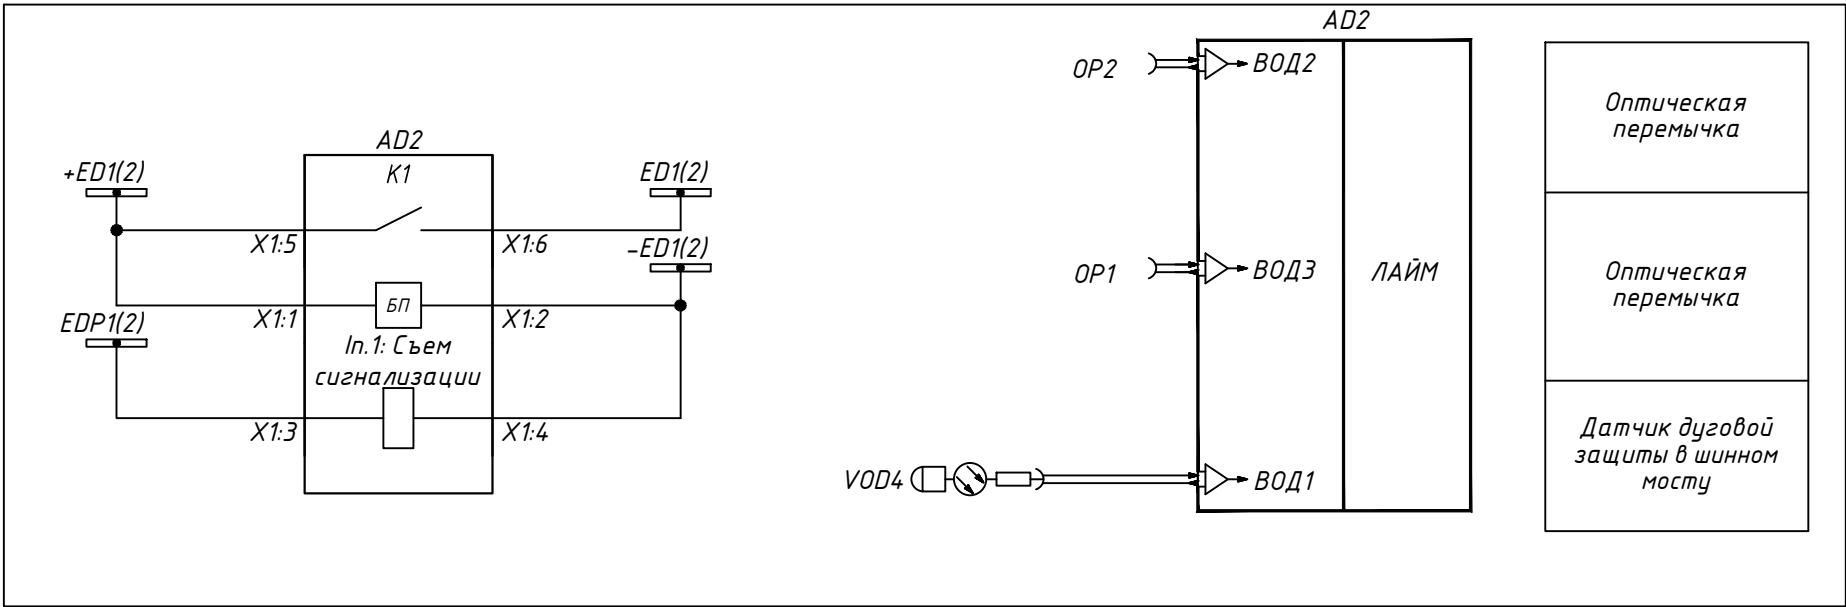 AD2
K1
+ED1(2)
ED1(2)
X1:5
X1:6
-ED1(2)
БП
X1:1
X1:2
EDP1(2)
In.1: Съем
сигнализации
X1:3
X1:4
AD2
OP2
ВОД2
OP1
ВОД3
ЛАЙМ
VOD4
ВОД1
Оптическая
перемычка
Оптическая
перемычка
Датчик дуговой
защиты в шинном
мосту